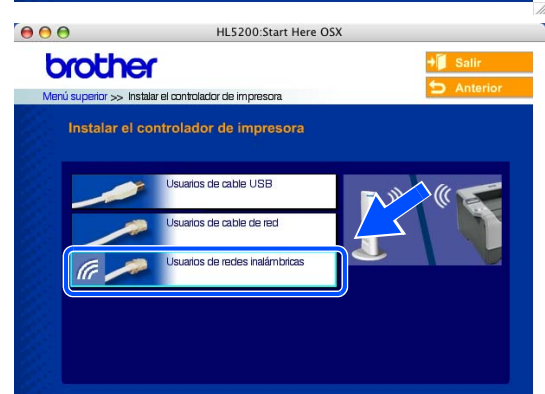 HL5200:Start Here OSX
brother
Salir
Anterior
Menú superior >> Instalar el controlador de impresora
Instalar el controlador de impresora
Usuarios de cable USB
Usuarios de cable de red
Usuarios de redes inalámbricas